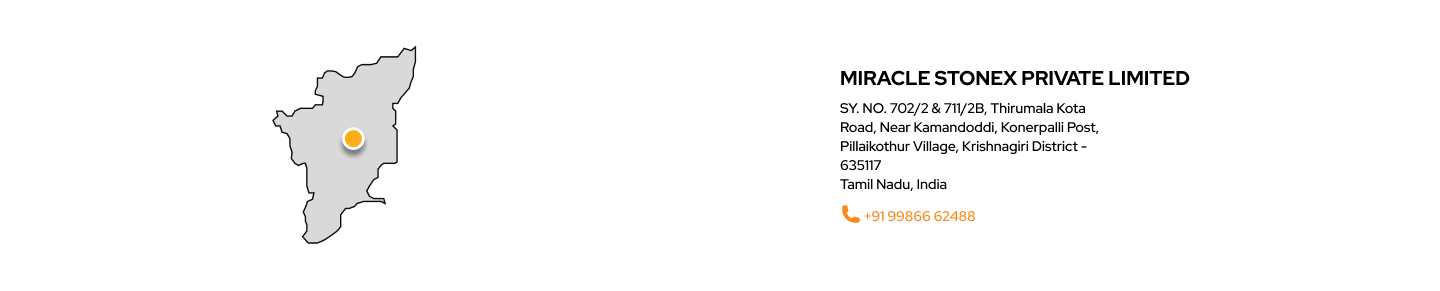 MIRACLE STONEX PRIVATE LIMITED
SY. NO. 702/2 & 711/2B, Thirumala Kota
Road, Near Kamandoddi, Konerpalli Post,
Pillaikothur Village, Krishnagiri District -
635117
Tamil Nadu, India
+91 99866 62488